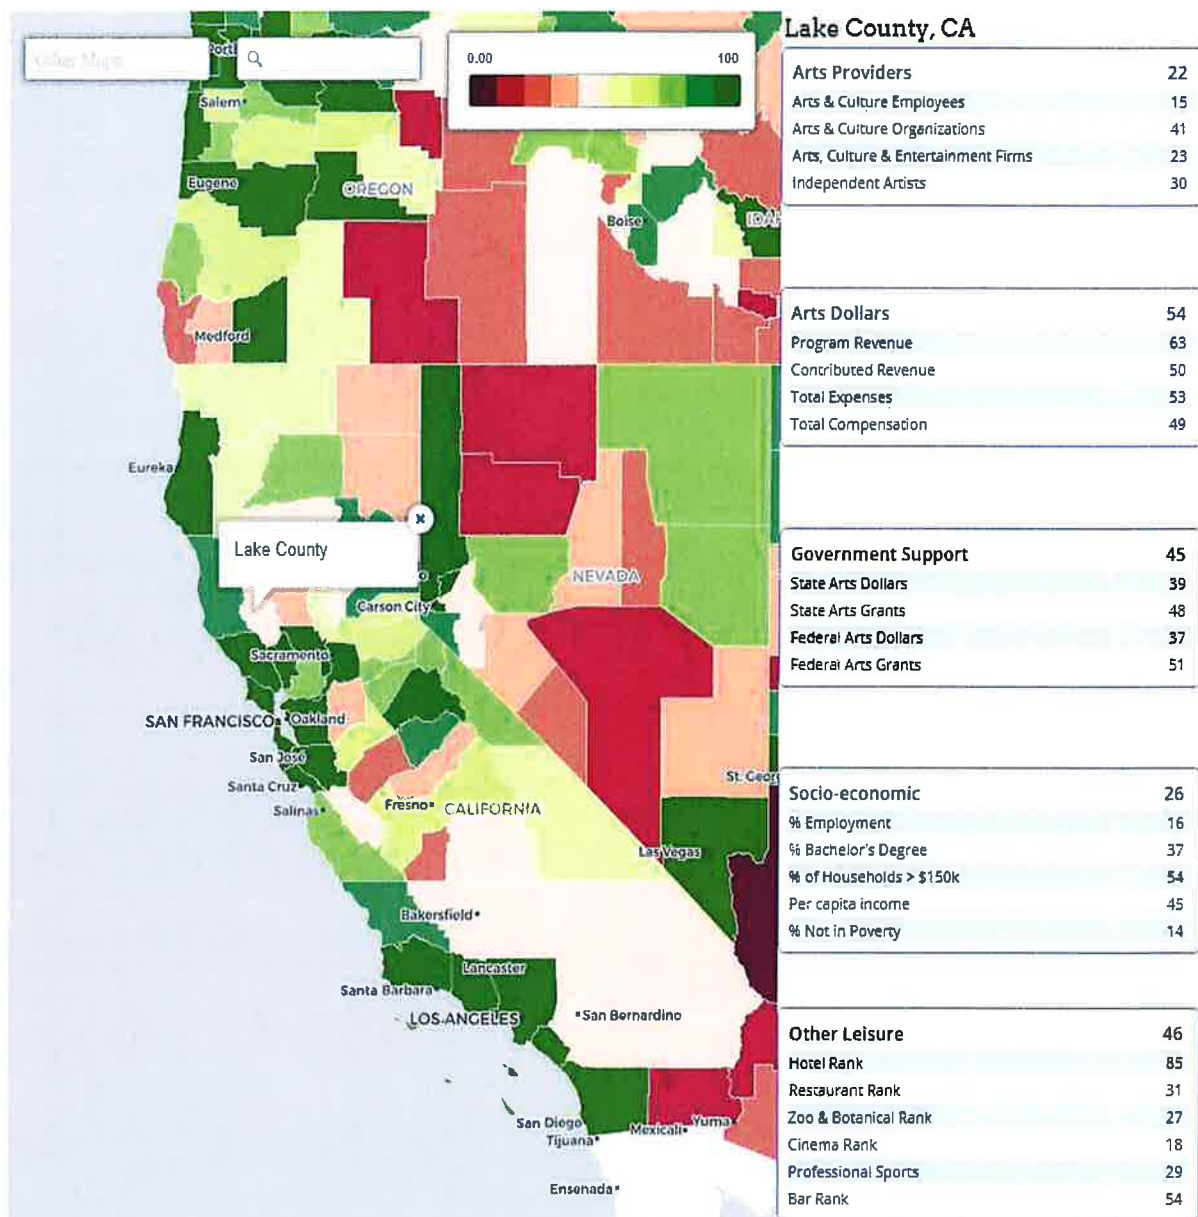 Lake County, CA
Other Maps
0.00 100
Portl
Salem
Eugene
OREGON
Boise
IDAH
Medford
Eureka
Lake County
NEVADA
Carson City
Sacramento
SAN FRANCISCO
Oakland
San José
St. Georg
Santa Cruz
Salinas
Fresno
CALIFORNIA
Las Vegas
Bakersfield
Lancaster
Santa Barbara
LOS ANGELES
San Bernardino
San Diego
Tijuana
Mexicali
Yuma
Ensenada
Arts Providers 22
Arts & Culture Employees 15
Arts & Culture Organizations 41
Arts, Culture & Entertainment Firms 23
Independent Artists 30
Arts Dollars 54
Program Revenue 63
Contributed Revenue 50
Total Expenses 53
Total Compensation 49
Government Support 45
State Arts Dollars 39
State Arts Grants 48
Federal Arts Dollars 37
Federal Arts Grants 51
Socio-economic 26
% Employment 16
% Bachelor's Degree 37
% of Households > $150k 54
Per capita income 45
% Not in Poverty 14
Other Leisure 46
Hotel Rank 85
Restaurant Rank 31
Zoo & Botanical Rank 27
Cinema Rank 18
Professional Sports 29
Bar Rank 54